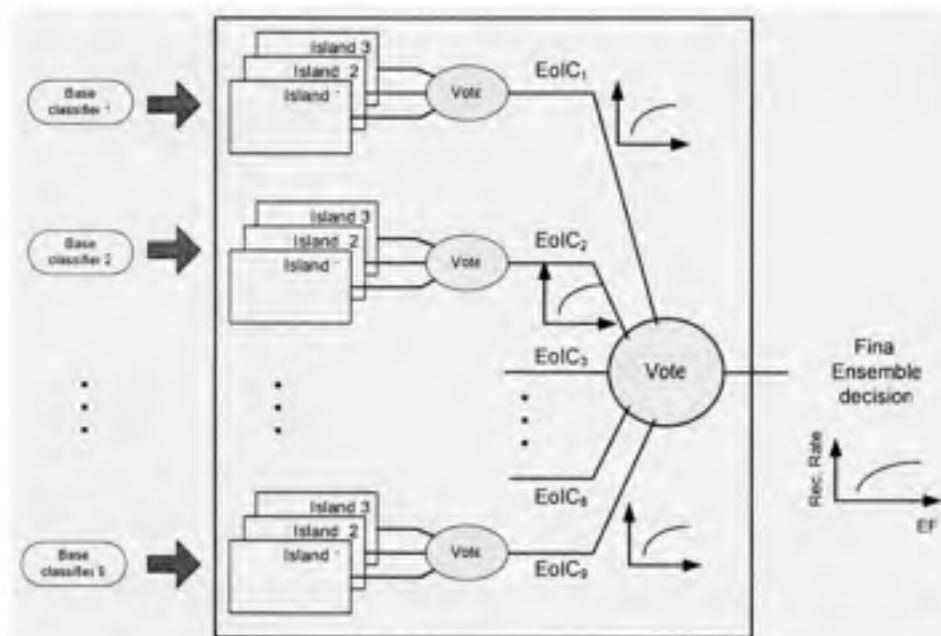 Island 3
Island 2
Island
Base
classifier
Vote
EoIC1
Island 3
Island 2
Island
Base
classifier 2
Vote
EoIC2
EoIC3
Vote
Fina
Ensemble
decision
Rec. Rate
EF
EoIC8
Island 3
Island 2
Island
Base
classifier
Vote
EoIC9